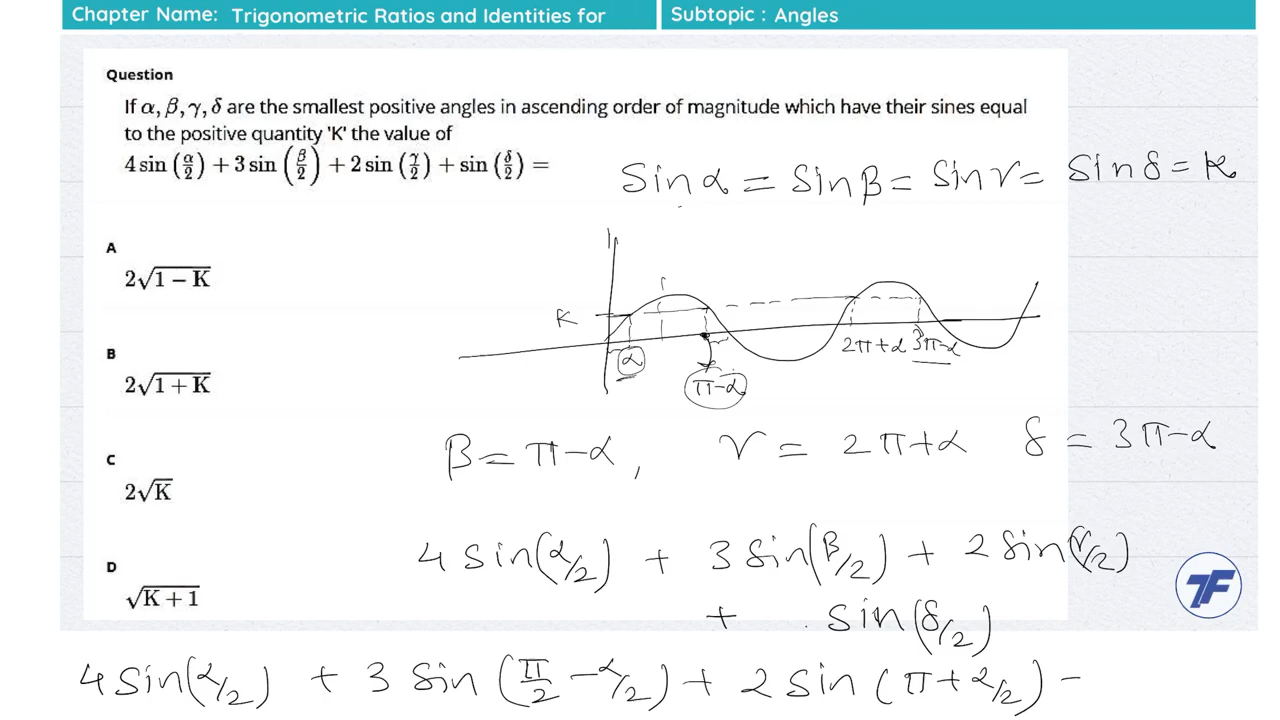 Chapter Name: Trigonometric Ratios and Identities for
Subtopic : Angles
Question
If α, β, γ, δ are the smallest positive angles in ascending order of magnitude which have their sines equal
to the positive quantity 'K' the value of
4 sin (α/2) + 3 sin (β/2) + 2 sin (γ/2) + sin (δ/2) =
Sin α = Sin β = Sin γ = Sin δ = K
A
2√(1 − K)
K
α
π-α
2π+α
3π-α
B
2√(1 + K)
β = π-α, γ = 2π+α δ = 3π-α
C
2√K
4 sin(α/2) + 3 sin(β/2) + 2 sin(γ/2)
D
√(K + 1)
+ sin(δ/2)
7F
4 sin(α/2) + 3 sin(π/2 - α/2) + 2 sin(π + α/2) -